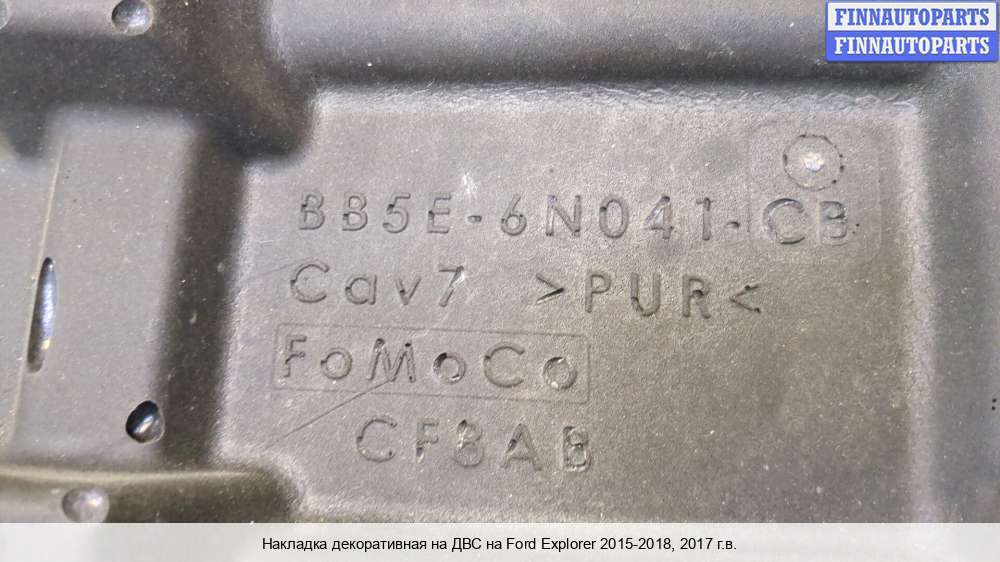 FINNAUTOPARTS
FINNAUTOPARTS
BB5E-6N041-CB
Cav7 >PUR<
FoMoCo
CF8AB
Накладка декоративная на ДВС на Ford Explorer 2015-2018, 2017 г.в.